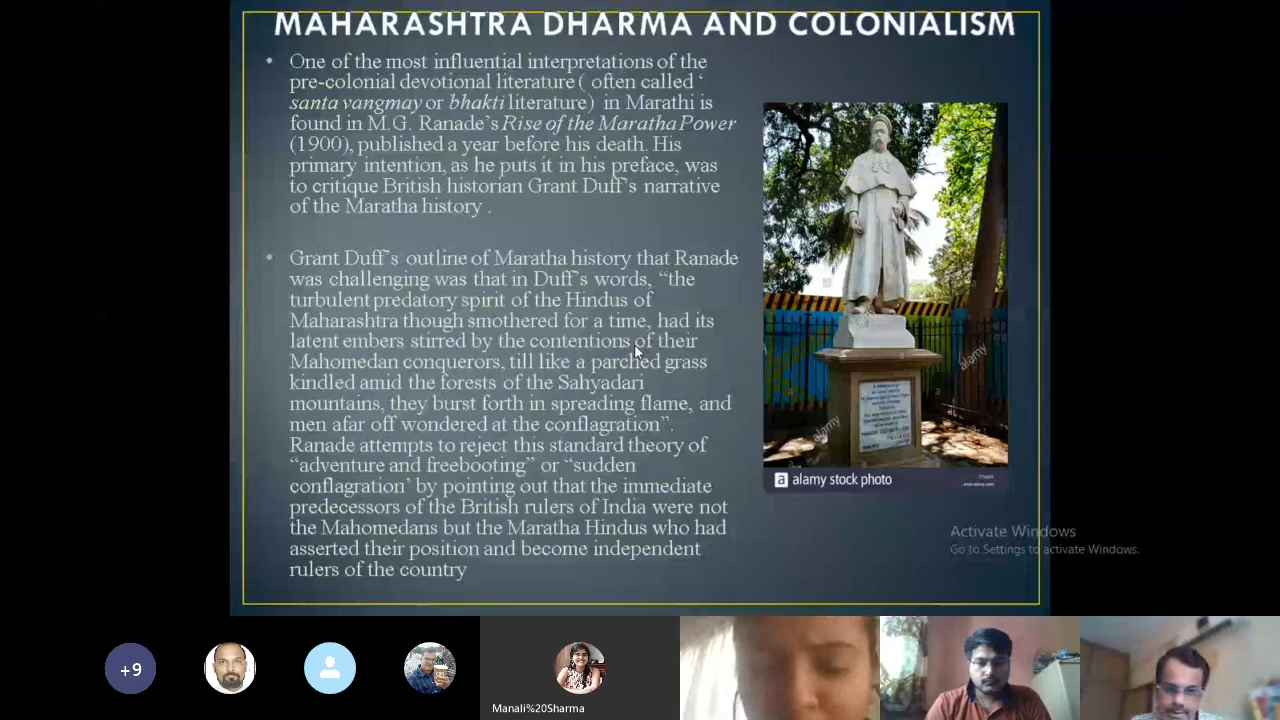 MAHARASHTRA DHARMA AND COLONIALISM
• One of the most influential interpretations of the
pre-colonial devotional literature ( often called ‘
santa vangmay or bhakti literature) in Marathi is
found in M.G. Ranade’s Rise of the Maratha Power
(1900), published a year before his death. His
primary intention, as he puts it in his preface, was
to critique British historian Grant Duff’s narrative
of the Maratha history .
• Grant Duff’s outline of Maratha history that Ranade
was challenging was that in Duff’s words, “the
turbulent predatory spirit of the Hindus of
Maharashtra though smothered for a time, had its
latent embers stirred by the contentions of their
Mahomedan conquerors, till like a parched grass
kindled amid the forests of the Sahyadari
mountains, they burst forth in spreading flame, and
men afar off wondered at the conflagration”.
Ranade attempts to reject this standard theory of
“adventure and freebooting” or “sudden
conflagration’ by pointing out that the immediate
predecessors of the British rulers of India were not
the Mahomedans but the Maratha Hindus who had
asserted their position and become independent
rulers of the country
alamy
alamy
a alamy stock photo
Activate Windows
Go to Settings to activate Windows.
+9
Manali%20Sharma